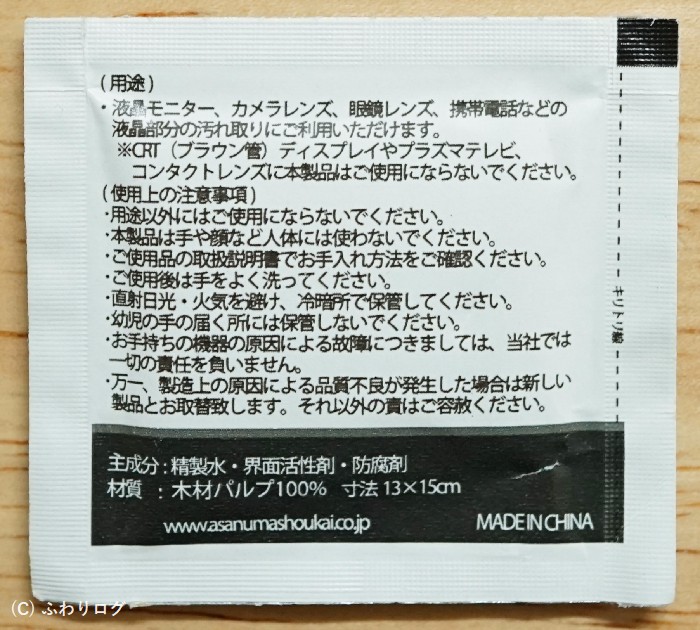 (用途)
・液晶モニター、カメラレンズ、眼鏡レンズ、携帯電話などの
液晶部分の汚れ取りにご利用いただけます。
※CRT（ブラウン管）ディスプレイやプラズマテレビ、
コンタクトレンズに本製品はご使用にならないでください。
(使用上の注意事項)
・用途以外にはご使用にならないでください。
・本製品は手や顔など人体には使わないでください。
・ご使用品の取扱説明書でお手入れ方法をご確認ください。
・ご使用後は手をよく洗ってください。
・直射日光・火気を避け、冷暗所で保管してください。
・幼児の手の届く所には保管しないでください。
・お手持ちの機器の原因による故障につきましては、当社では
一切の責任を負いません。
・万一、製造上の原因による品質不良が発生した場合は新しい
製品とお取替致します。それ以外の責はご容赦ください。
キリトリ線
主成分：精製水・界面活性剤・防腐剤
材質　：木材パルプ100%　寸法 13×15cm
www.asanumashoukai.co.jp
MADE IN CHINA
(C) ふわりログ